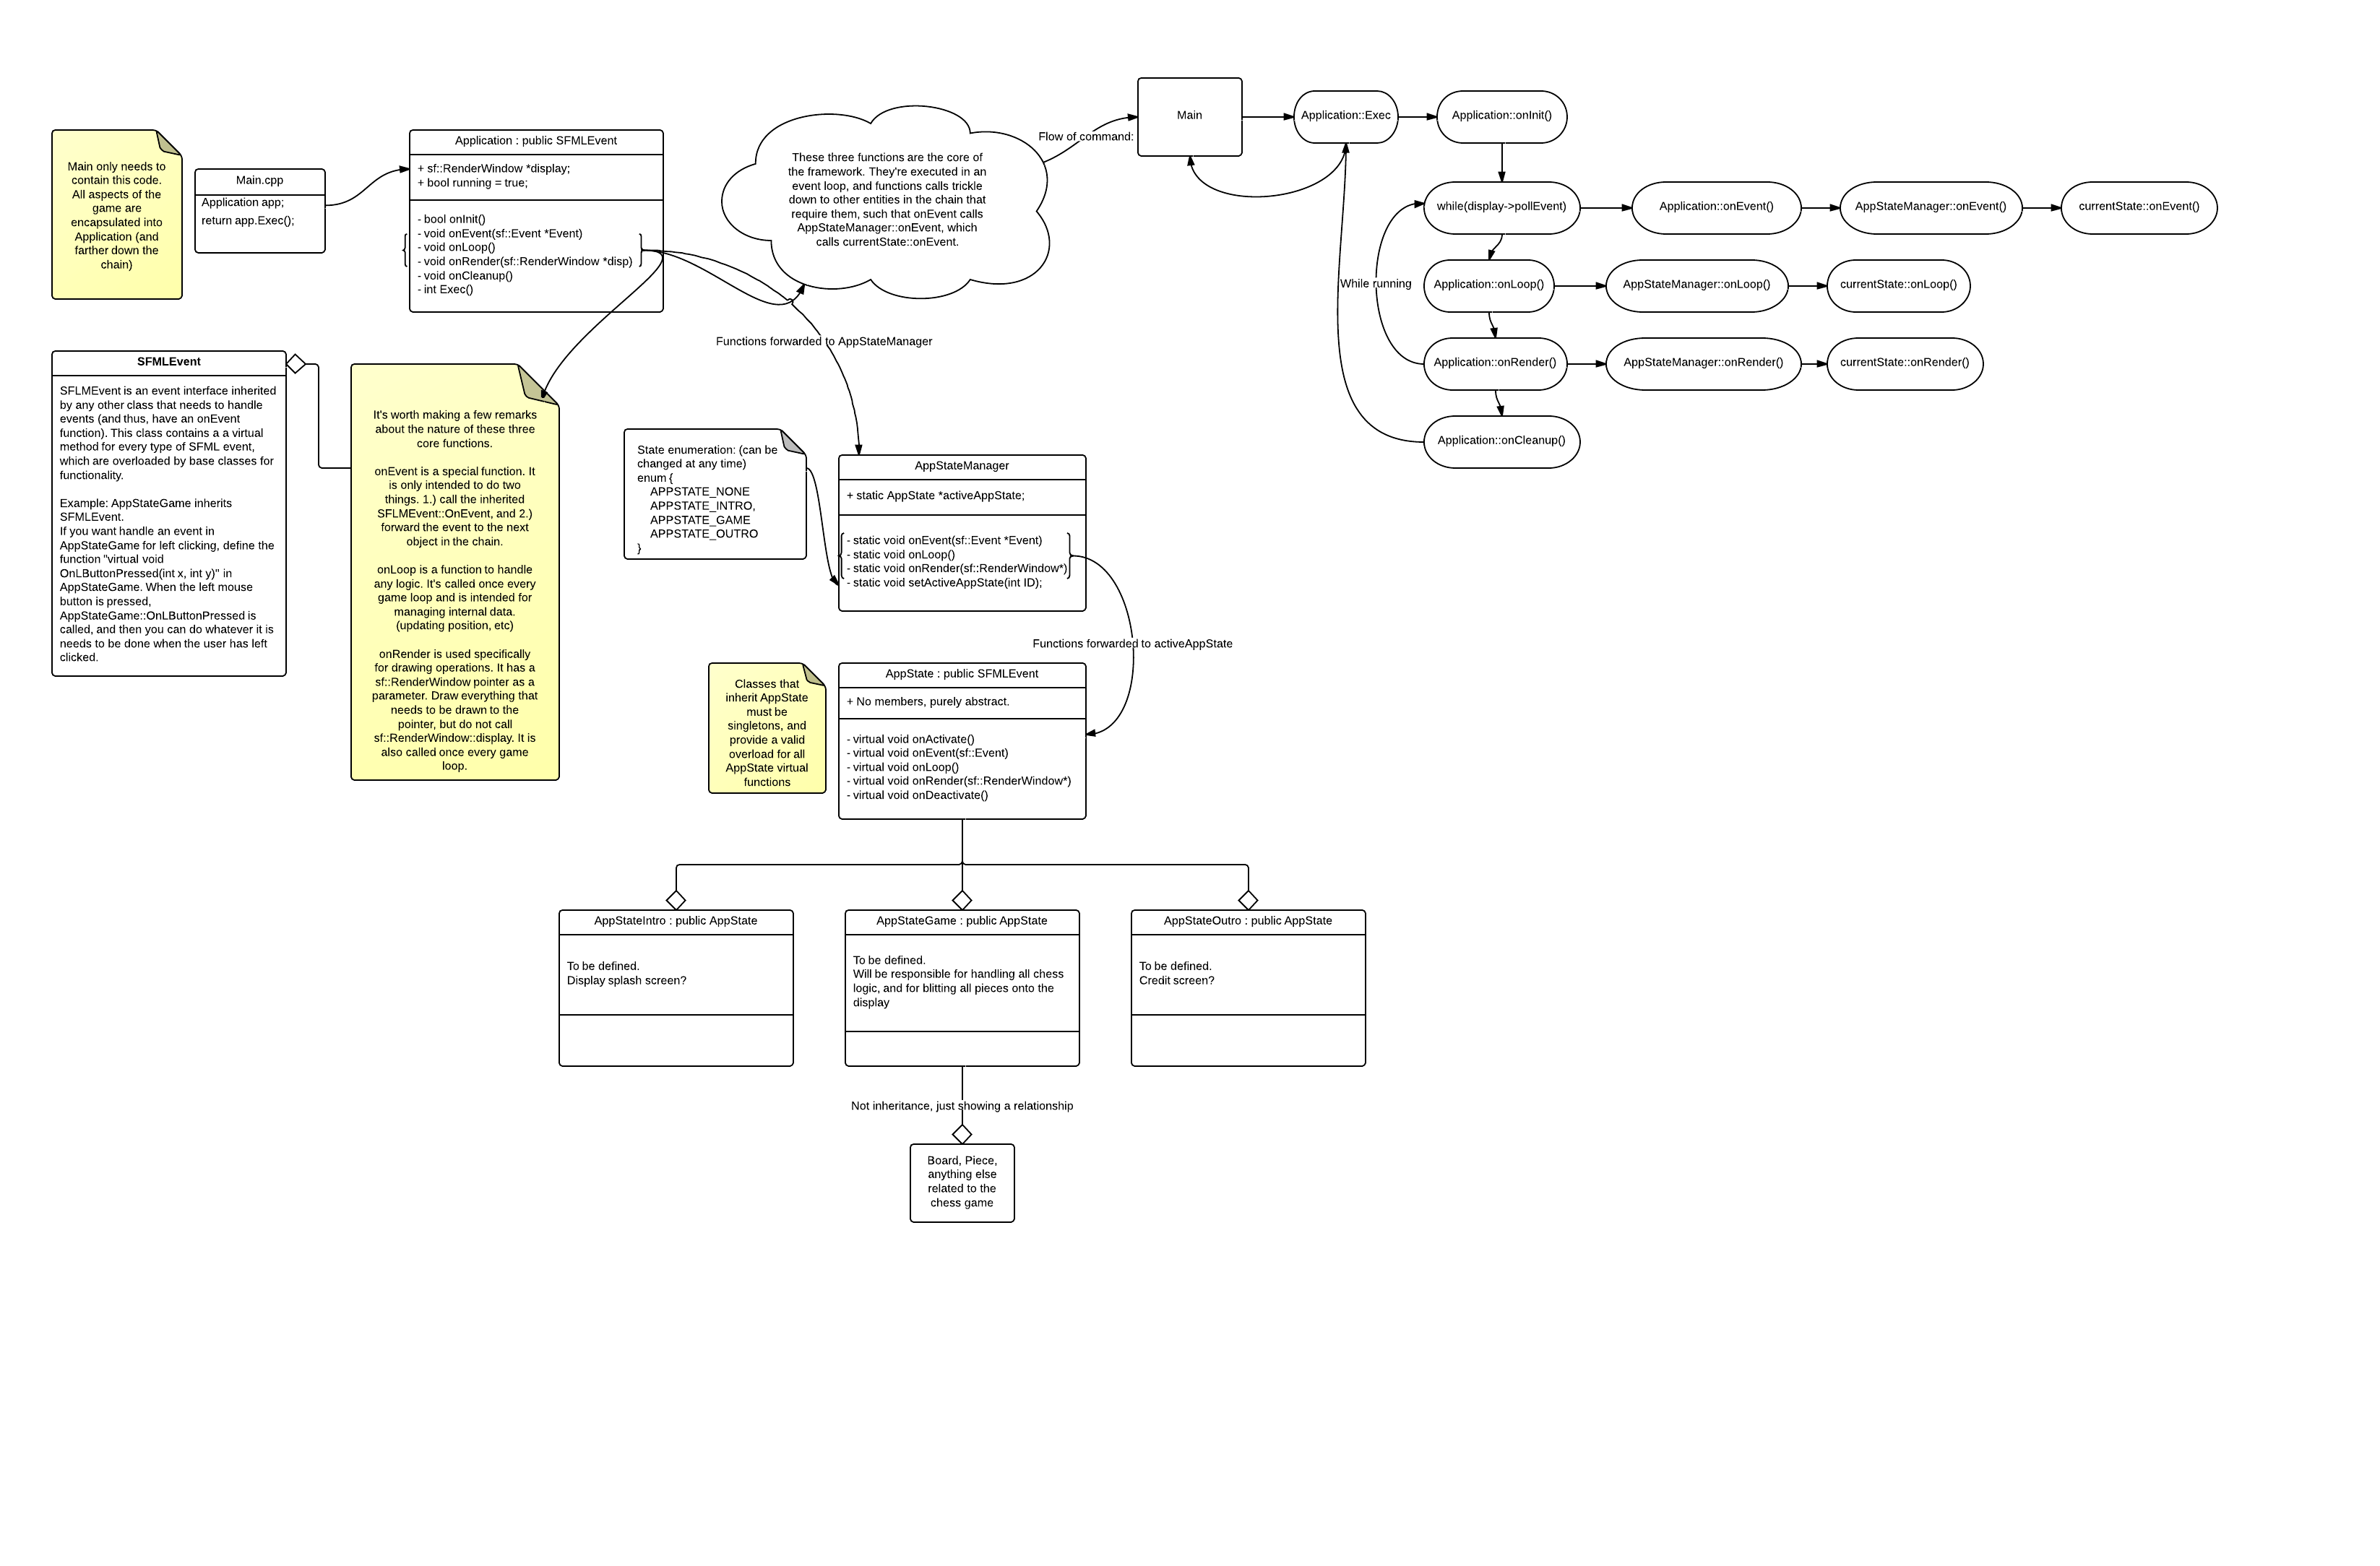 Main only needs to
contain this code.
All aspects of the
game are
encapsulated into
Application (and
farther down the
chain)
Main.cpp
Application app;
return app.Exec();
Application : public SFMLEvent
+ sf::RenderWindow *display;
+ bool running = true;
- bool onInit()
- void onEvent(sf::Event *Event)
- void onLoop()
- void onRender(sf::RenderWindow *disp)
- void onCleanup()
- int Exec()
These three functions are the core of
the framework. They're executed in an
event loop, and functions calls trickle
down to other entities in the chain that
require them, such that onEvent calls
AppStateManager::onEvent, which
calls currentState::onEvent.
Flow of command:
Main
Application::Exec
Application::onInit()
while(display->pollEvent)
Application::onEvent()
AppStateManager::onEvent()
currentState::onEvent()
While running
Application::onLoop()
AppStateManager::onLoop()
currentState::onLoop()
Application::onRender()
AppStateManager::onRender()
currentState::onRender()
Application::onCleanup()
Functions forwarded to AppStateManager
SFMLEvent
SFLMEvent is an event interface inherited
by any other class that needs to handle
events (and thus, have an onEvent
function). This class contains a a virtual
method for every type of SFML event,
which are overloaded by base classes for
functionality.
Example: AppStateGame inherits
SFMLEvent.
If you want handle an event in
AppStateGame for left clicking, define the
function "virtual void
OnLButtonPressed(int x, int y)" in
AppStateGame. When the left mouse
button is pressed,
AppStateGame::OnLButtonPressed is
called, and then you can do whatever it is
needs to be done when the user has left
clicked.
It's worth making a few remarks
about the nature of these three
core functions.
onEvent is a special function. It
is only intended to do two
things. 1.) call the inherited
SFLMEvent::OnEvent, and 2.)
forward the event to the next
object in the chain.
onLoop is a function to handle
any logic. It's called once every
game loop and is intended for
managing internal data.
(updating position, etc)
onRender is used specifically
for drawing operations. It has a
sf::RenderWindow pointer as a
parameter. Draw everything that
needs to be drawn to the
pointer, but do not call
sf::RenderWindow::display. It is
also called once every game
loop.
State enumeration: (can be
changed at any time)
enum {
APPSTATE_NONE
APPSTATE_INTRO,
APPSTATE_GAME
APPSTATE_OUTRO
}
AppStateManager
+ static AppState *activeAppState;
- static void onEvent(sf::Event *Event)
- static void onLoop()
- static void onRender(sf::RenderWindow*)
- static void setActiveAppState(int ID);
Functions forwarded to activeAppState
Classes that
inherit AppState
must be
singletons, and
provide a valid
overload for all
AppState virtual
functions
AppState : public SFMLEvent
+ No members, purely abstract.
- virtual void onActivate()
- virtual void onEvent(sf::Event)
- virtual void onLoop()
- virtual void onRender(sf::RenderWindow*)
- virtual void onDeactivate()
AppStateIntro : public AppState
To be defined.
Display splash screen?
AppStateGame : public AppState
To be defined.
Will be responsible for handling all chess
logic, and for blitting all pieces onto the
display
AppStateOutro : public AppState
To be defined.
Credit screen?
Not inheritance, just showing a relationship
Board, Piece,
anything else
related to the
chess game